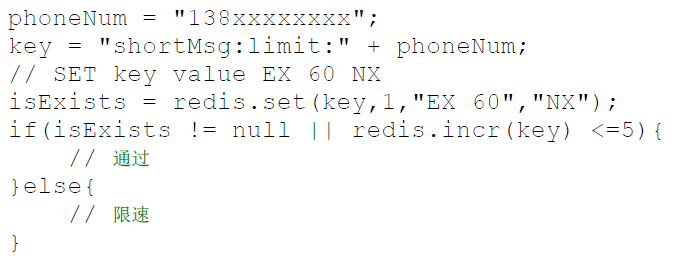 phoneNum = "138xxxxxxxx";
key = "shortMsg:limit:" + phoneNum;
// SET key value EX 60 NX
isExists = redis.set(key,1,"EX 60","NX");
if(isExists != null || redis.incr(key) <=5){
    // 通过
}else{
    // 限速
}